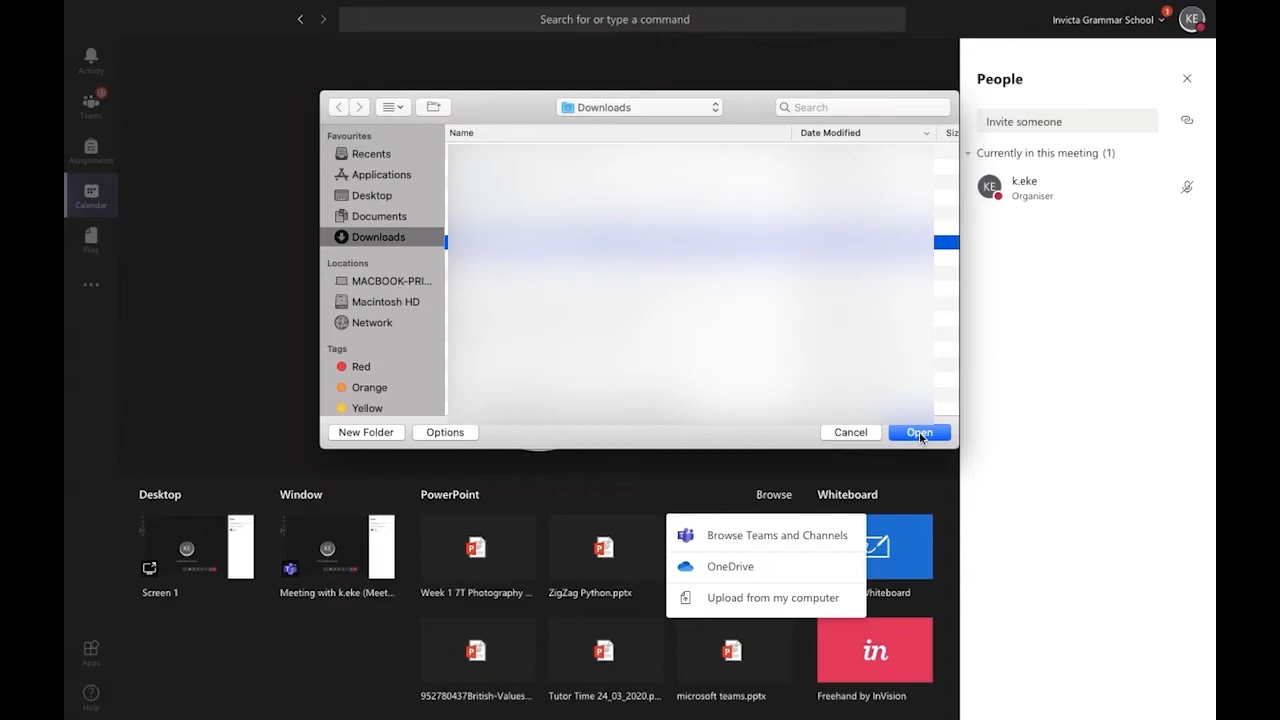 Search for or type a command
Invicta Grammar School
1
KE
Activity
Teams
Assignments
Calendar
Files
Apps
Help
Downloads
Search
Favourites
Recents
Applications
Desktop
Documents
Downloads
Locations
MACBOOK-PRI...
Macintosh HD
Network
Tags
Red
Orange
Yellow
Name
Date Modified
Siz
New Folder
Options
Cancel
Open
People
Invite someone
Currently in this meeting (1)
KE
k.eke
Organiser
Desktop
Window
PowerPoint
Browse
Whiteboard
KE
KE
Screen 1
Meeting with k.eke (Meet...
Week 1 7T Photography ...
ZigZag Python.pptx
Browse Teams and Channels
OneDrive
Upload from my computer
Whiteboard
952780437British-Values...
Tutor Time 24_03_2020.p...
microsoft teams.pptx
in
Freehand by InVision